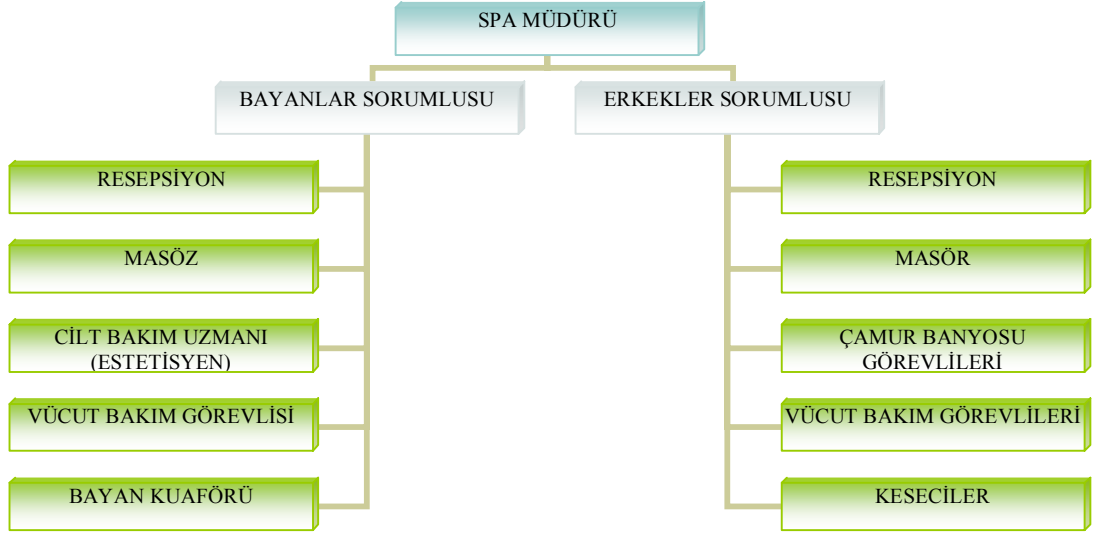 SPA MÜDÜRÜ
BAYANLAR SORUMLUSU
ERKEKLER SORUMLUSU
RESEPSİYON
MASÖZ
CİLT BAKIM UZMANI
(ESTETİSYEN)
VÜCUT BAKIM GÖREVLİSİ
BAYAN KUAFÖRÜ
RESEPSİYON
MASÖR
ÇAMUR BANYOSU
GÖREVLİLERİ
VÜCUT BAKIM GÖREVLİLERİ
KESECİLER